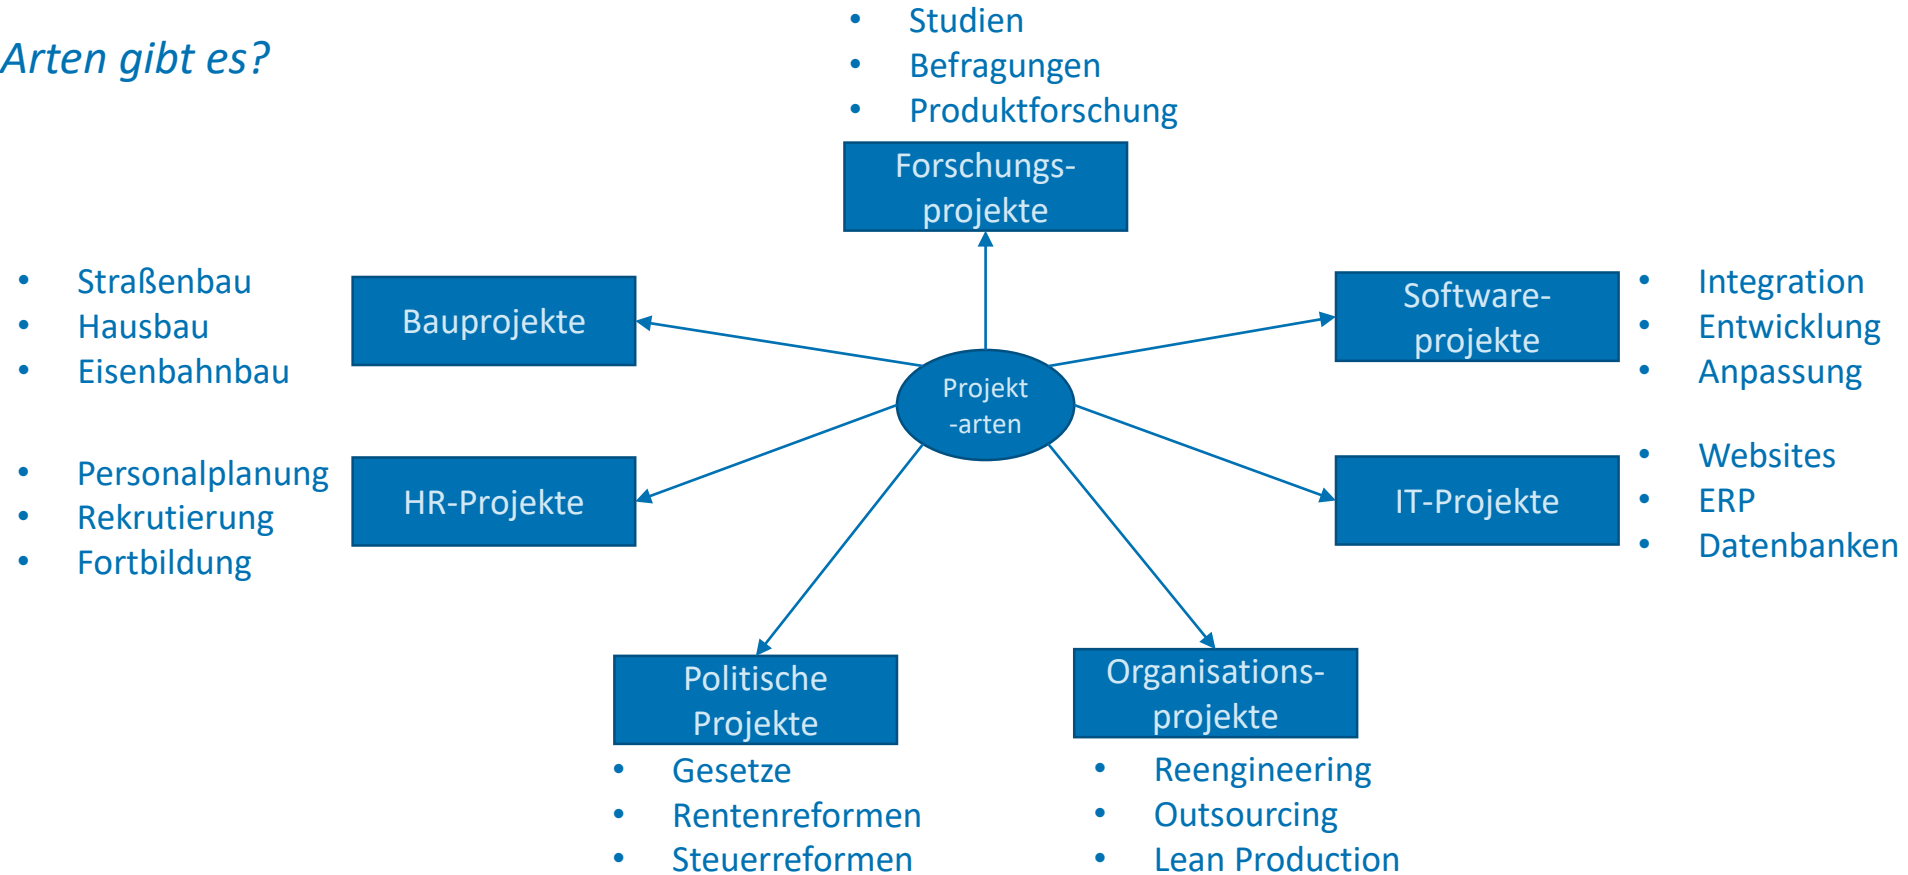 Arten gibt es?
• Studien
• Befragungen
• Produktforschung
Forschungs-
projekte
• Straßenbau
• Hausbau
• Eisenbahnbau
Bauprojekte
Software-
projekte
• Integration
• Entwicklung
• Anpassung
Projekt
-arten
• Personalplanung
• Rekrutierung
• Fortbildung
HR-Projekte
IT-Projekte
• Websites
• ERP
• Datenbanken
Politische
Projekte
• Gesetze
• Rentenreformen
• Steuerreformen
Organisations-
projekte
• Reengineering
• Outsourcing
• Lean Production